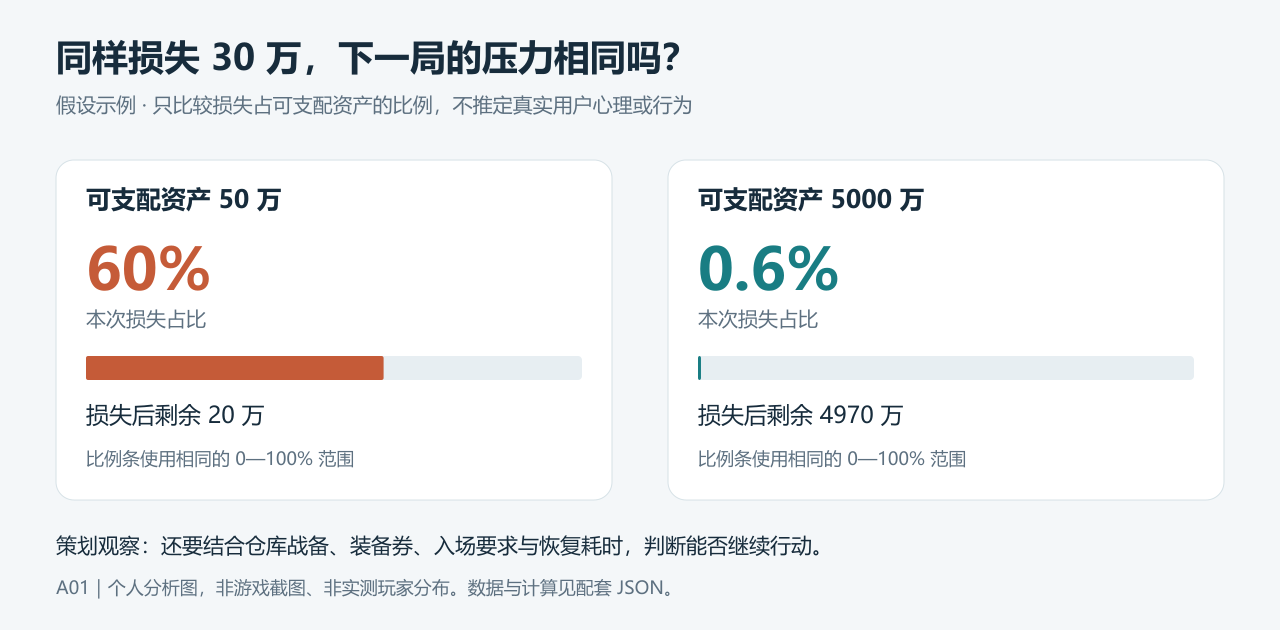 同样损失 30 万，下一局的压力相同吗？
假设示例 · 只比较损失占可支配资产的比例，不推定真实用户心理或行为
可支配资产 50 万
60%
本次损失占比
损失后剩余 20 万
比例条使用相同的 0—100% 范围
可支配资产 5000 万
0.6%
本次损失占比
损失后剩余 4970 万
比例条使用相同的 0—100% 范围
策划观察：还要结合仓库战备、装备券、入场要求与恢复耗时，判断能否继续行动。
A01｜个人分析图，非游戏截图、非实测玩家分布。数据与计算见配套 JSON。